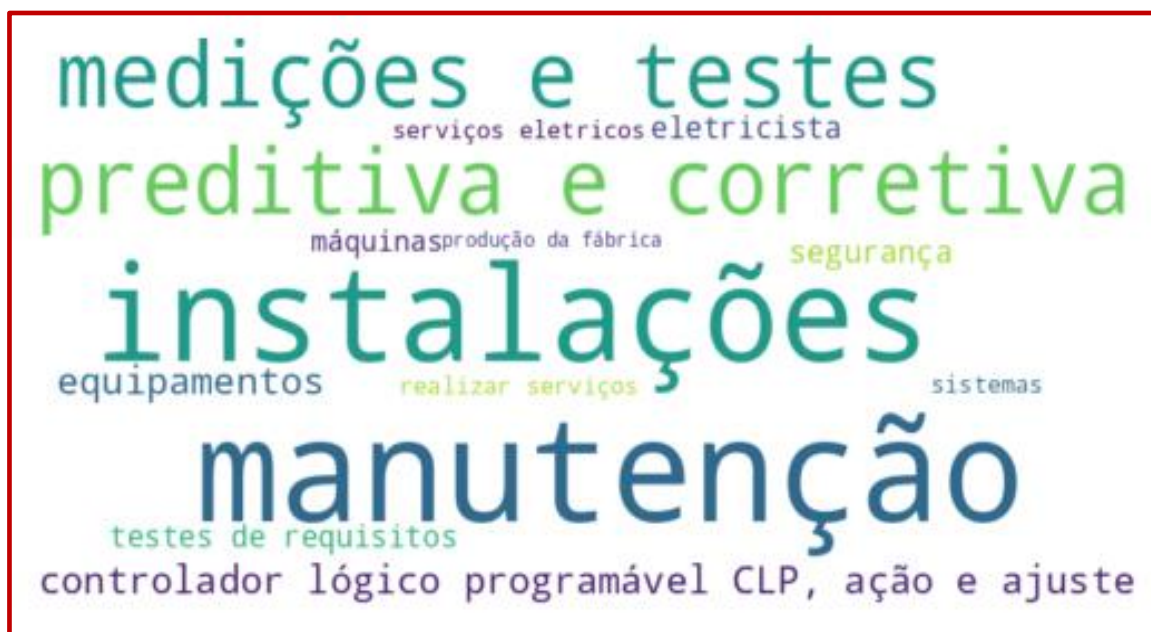 medições e testes
serviços eletricos eletricista
preditiva e corretiva
máquinas produção da fábrica segurança
instalações
equipamentos realizar serviços sistemas
manutenção
testes de requisitos
controlador lógico programável CLP, ação e ajuste